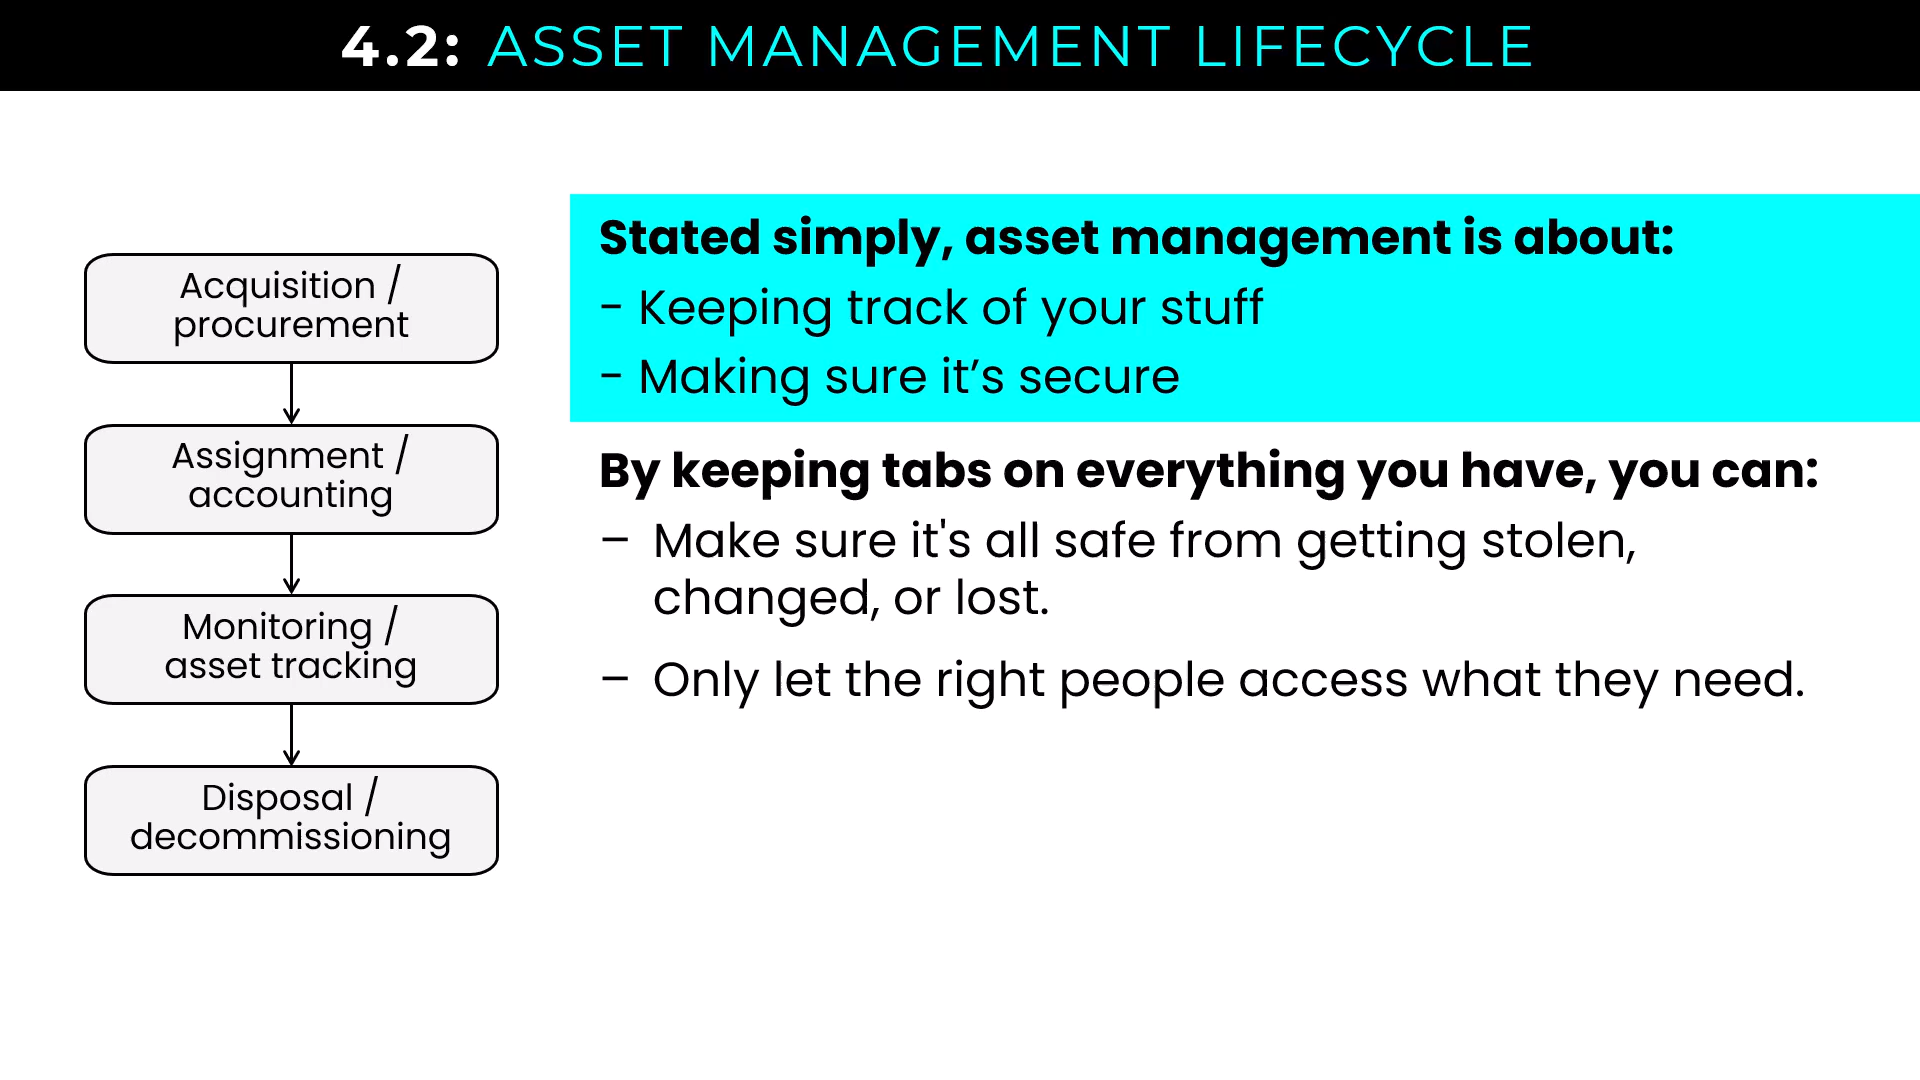 4.2: ASSET MANAGEMENT LIFECYCLE
Acquisition /
procurement
Assignment /
accounting
Monitoring /
asset tracking
Disposal /
decommissioning
Stated simply, asset management is about:
- Keeping track of your stuff
- Making sure it’s secure
By keeping tabs on everything you have, you can:
– Make sure it's all safe from getting stolen,
changed, or lost.
– Only let the right people access what they need.